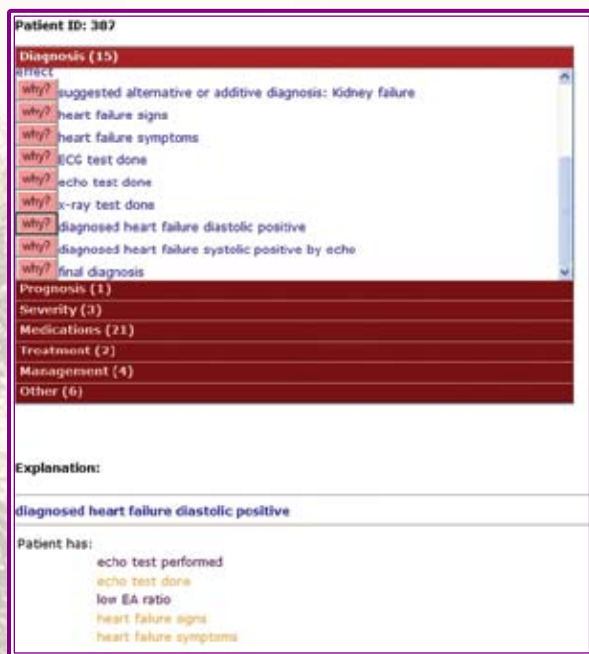 Patient ID: 387
Diagnosis (15)
effect
why? suggested alternative or additive diagnosis: Kidney failure
why? heart failure signs
why? heart failure symptoms
why? ECG test done
why? echo test done
why? x-ray test done
why? diagnosed heart failure diastolic positive
why? diagnosed heart failure systolic positive by echo
why? final diagnosis
Prognosis (1)
Severity (3)
Medications (21)
Treatment (2)
Management (4)
Other (6)
Explanation:
diagnosed heart failure diastolic positive
Patient has:
echo test performed
echo test done
low EA ratio
heart failure signs
heart failure symptoms